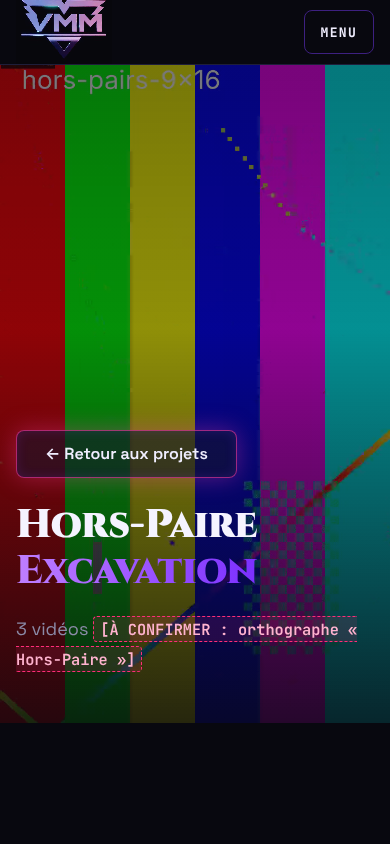 VMM
MENU
hors-pairs-9×16
← Retour aux projets
Hors-Paire
Excavation
3 vidéos [À CONFIRMER : orthographe «
Hors-Paire »]